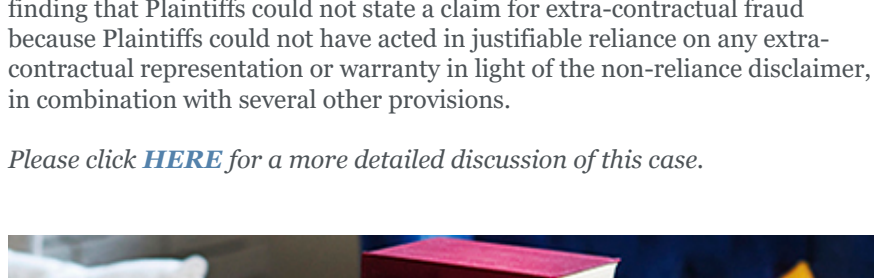 finding that Plaintiffs could not state a claim for extra-contractual fraud
because Plaintiffs could not have acted in justifiable reliance on any extra-
contractual representation or warranty in light of the non-reliance disclaimer,
in combination with several other provisions.
Please click HERE for a more detailed discussion of this case.